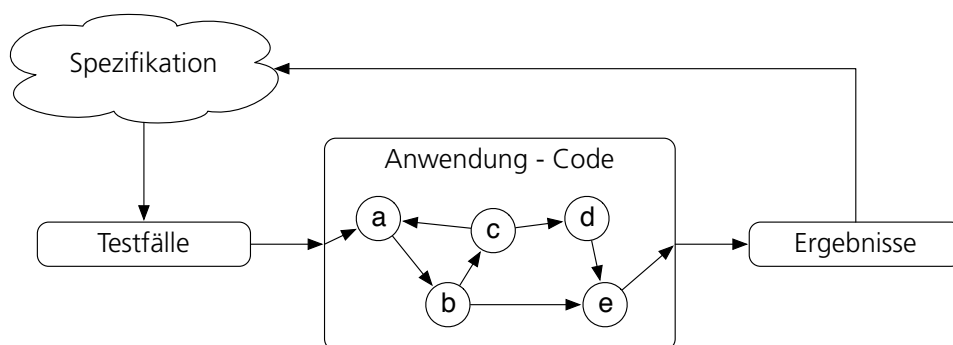 Spezifikation
Anwendung - Code
Testfälle
a
c
d
b
e
Ergebnisse